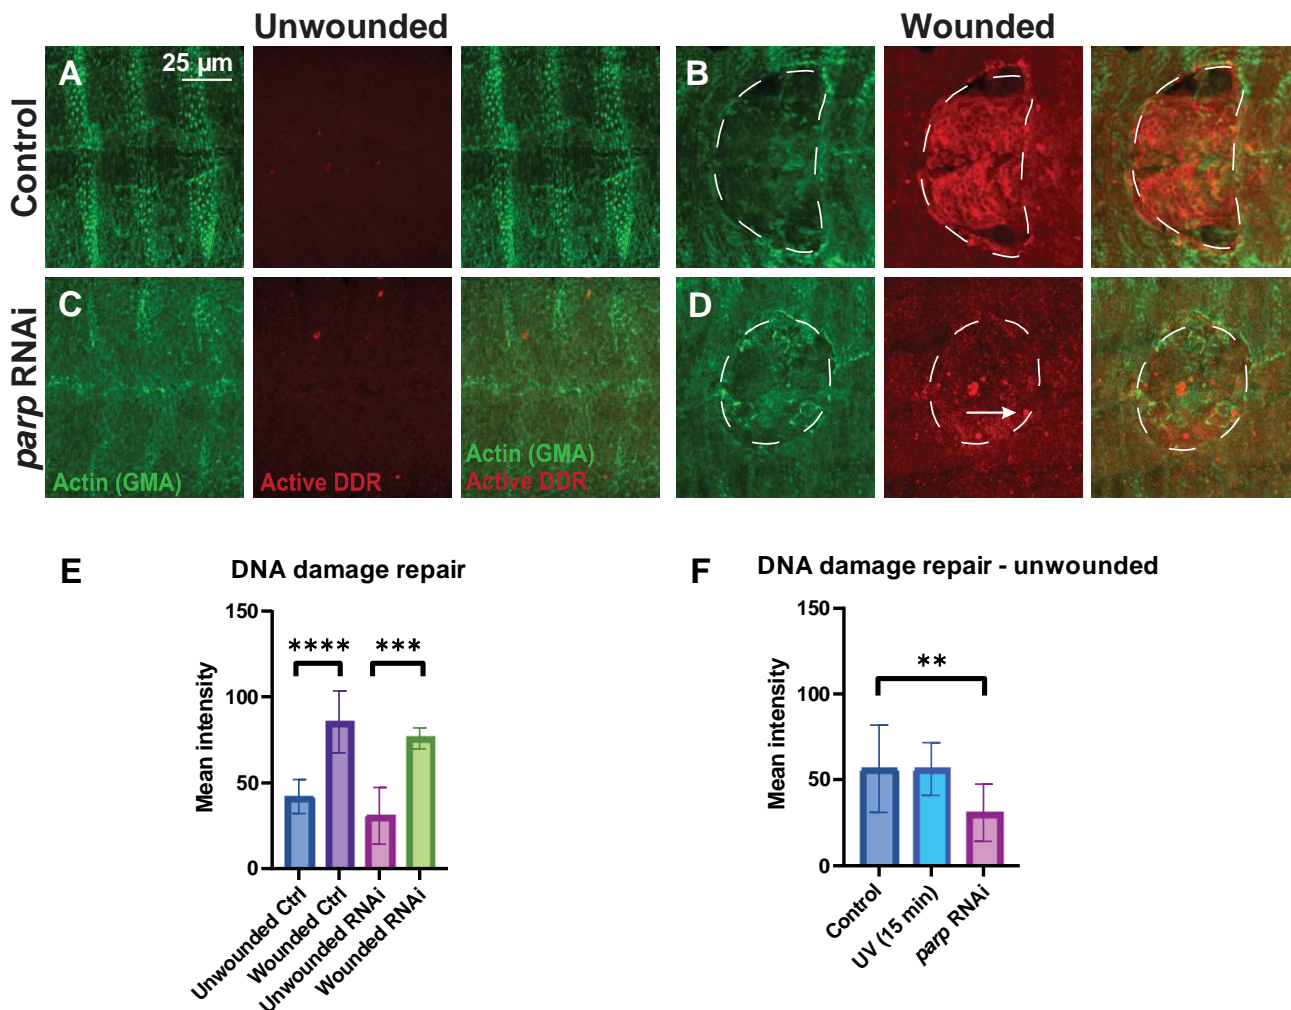 Unwounded
Wounded
Control
A
25 µm
B
parp RNAi
C
D
Actin (GMA)
Active DDR
Actin (GMA)
Active DDR
E
DNA damage repair
Mean intensity
150
100
50
0
****
***
Unwounded Ctrl
Wounded Ctrl
Unwounded RNAi
Wounded RNAi
F
DNA damage repair - unwounded
Mean intensity
150
100
50
0
**
Control
UV (15 min)
parp RNAi